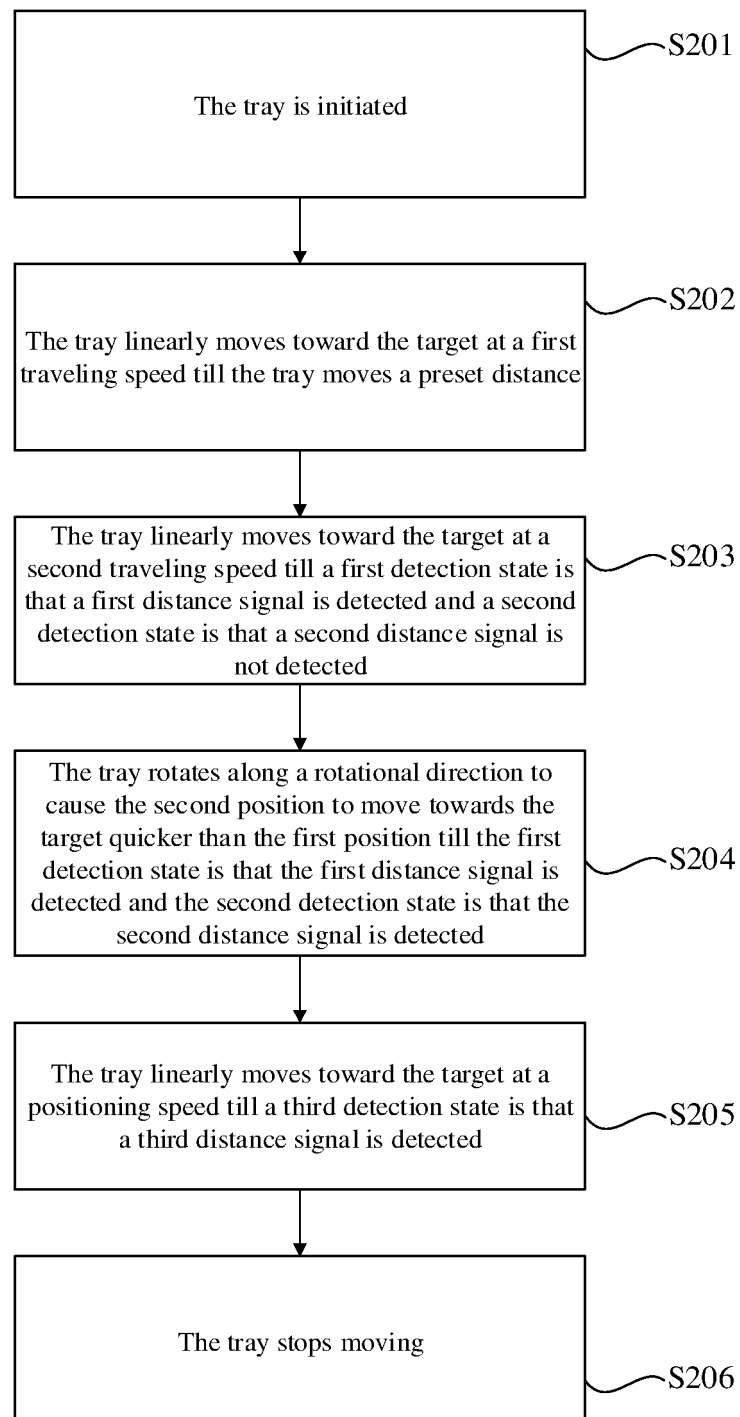 S201
The tray is initiated
S202
The tray linearly moves toward the target at a first
traveling speed till the tray moves a preset distance
The tray linearly moves toward the target at a
second traveling speed till a first detection state is
that a first distance signal is detected and a second
detection state is that a second distance signal is
not detected
S203
The tray rotates along a rotational direction to
cause the second position to move towards the
target quicker than the first position till the first
detection state is that the first distance signal is
detected and the second detection state is that the
second distance signal is detected
S204
The tray linearly moves toward the target at a
positioning speed till a third detection state is that
a third distance signal is detected
S205
The tray stops moving
S206